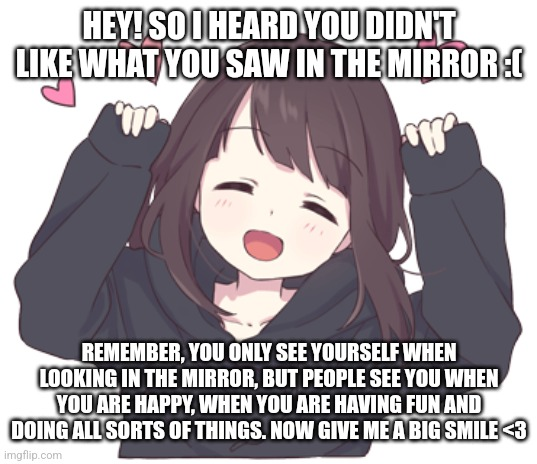 HEY! SO I HEARD YOU DIDN'T
LIKE WHAT YOU SAW IN THE MIRROR :(
REMEMBER, YOU ONLY SEE YOURSELF WHEN
LOOKING IN THE MIRROR, BUT PEOPLE SEE YOU WHEN
YOU ARE HAPPY, WHEN YOU ARE HAVING FUN AND
DOING ALL SORTS OF THINGS. NOW GIVE ME A BIG SMILE <3
imgflip.com